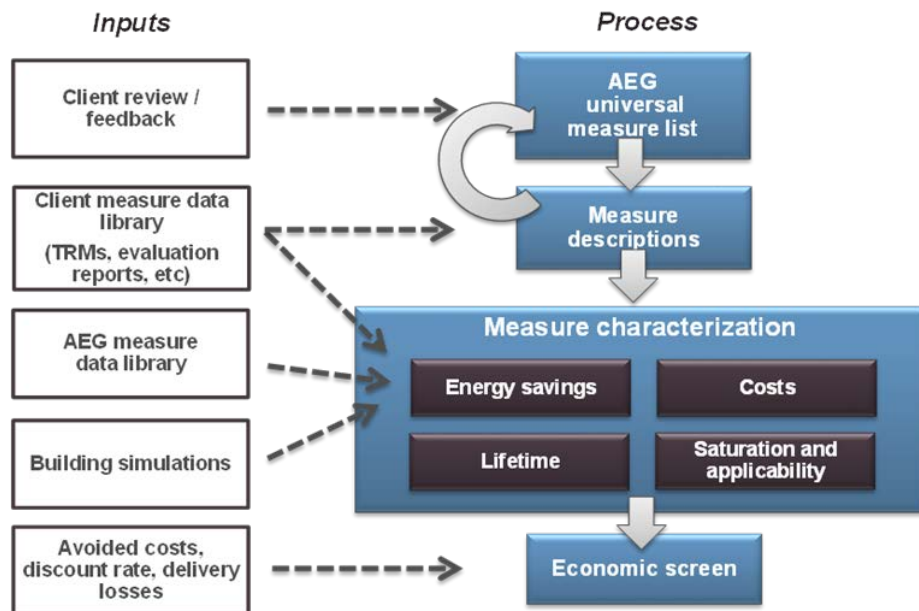 Inputs
Process
Client review /
feedback
AEG
universal
measure list
Client measure data
library
(TRMs, evaluation
reports, etc)
Measure
descriptions
AEG measure
data library
Measure characterization
Energy savings
Costs
Building simulations
Lifetime
Saturation and
applicability
Avoided costs,
discount rate, delivery
losses
Economic screen